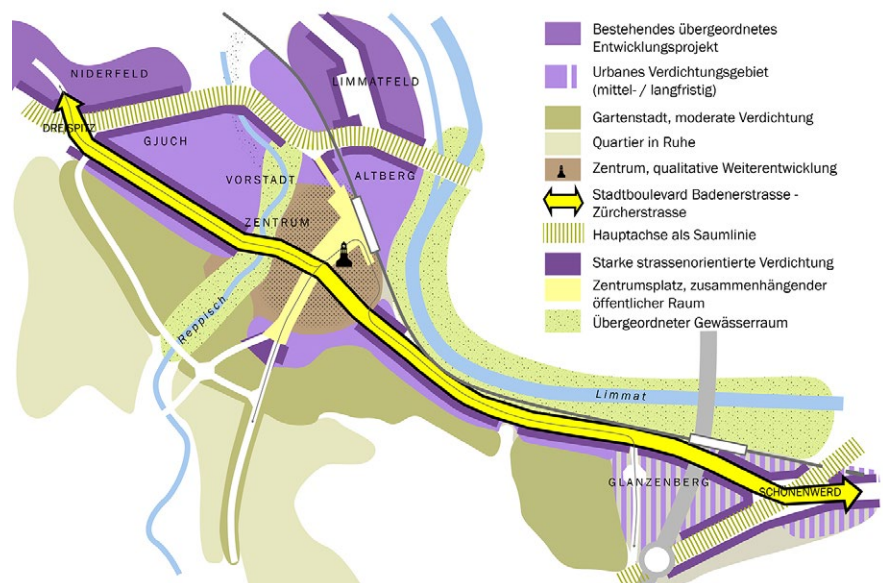 NIDERFELD
LIMMATFELD
DREISPITZ
GJUCH
VORSTADT
ALTBERG
ZENTRUM
Reppisch
Limmat
GLANZENBERG
SCHÖNENWERD
Bestehendes übergeordnetes
Entwicklungsprojekt
Urbanes Verdichtungsgebiet
(mittel- / langfristig)
Gartenstadt, moderate Verdichtung
Quartier in Ruhe
Zentrum, qualitative Weiterentwicklung
Stadtboulevard Badenerstrasse -
Zürcherstrasse
Hauptachse als Saumlinie
Starke strassenorientierte Verdichtung
Zentrumsplatz, zusammenhängender
öffentlicher Raum
Übergeordneter Gewässerraum